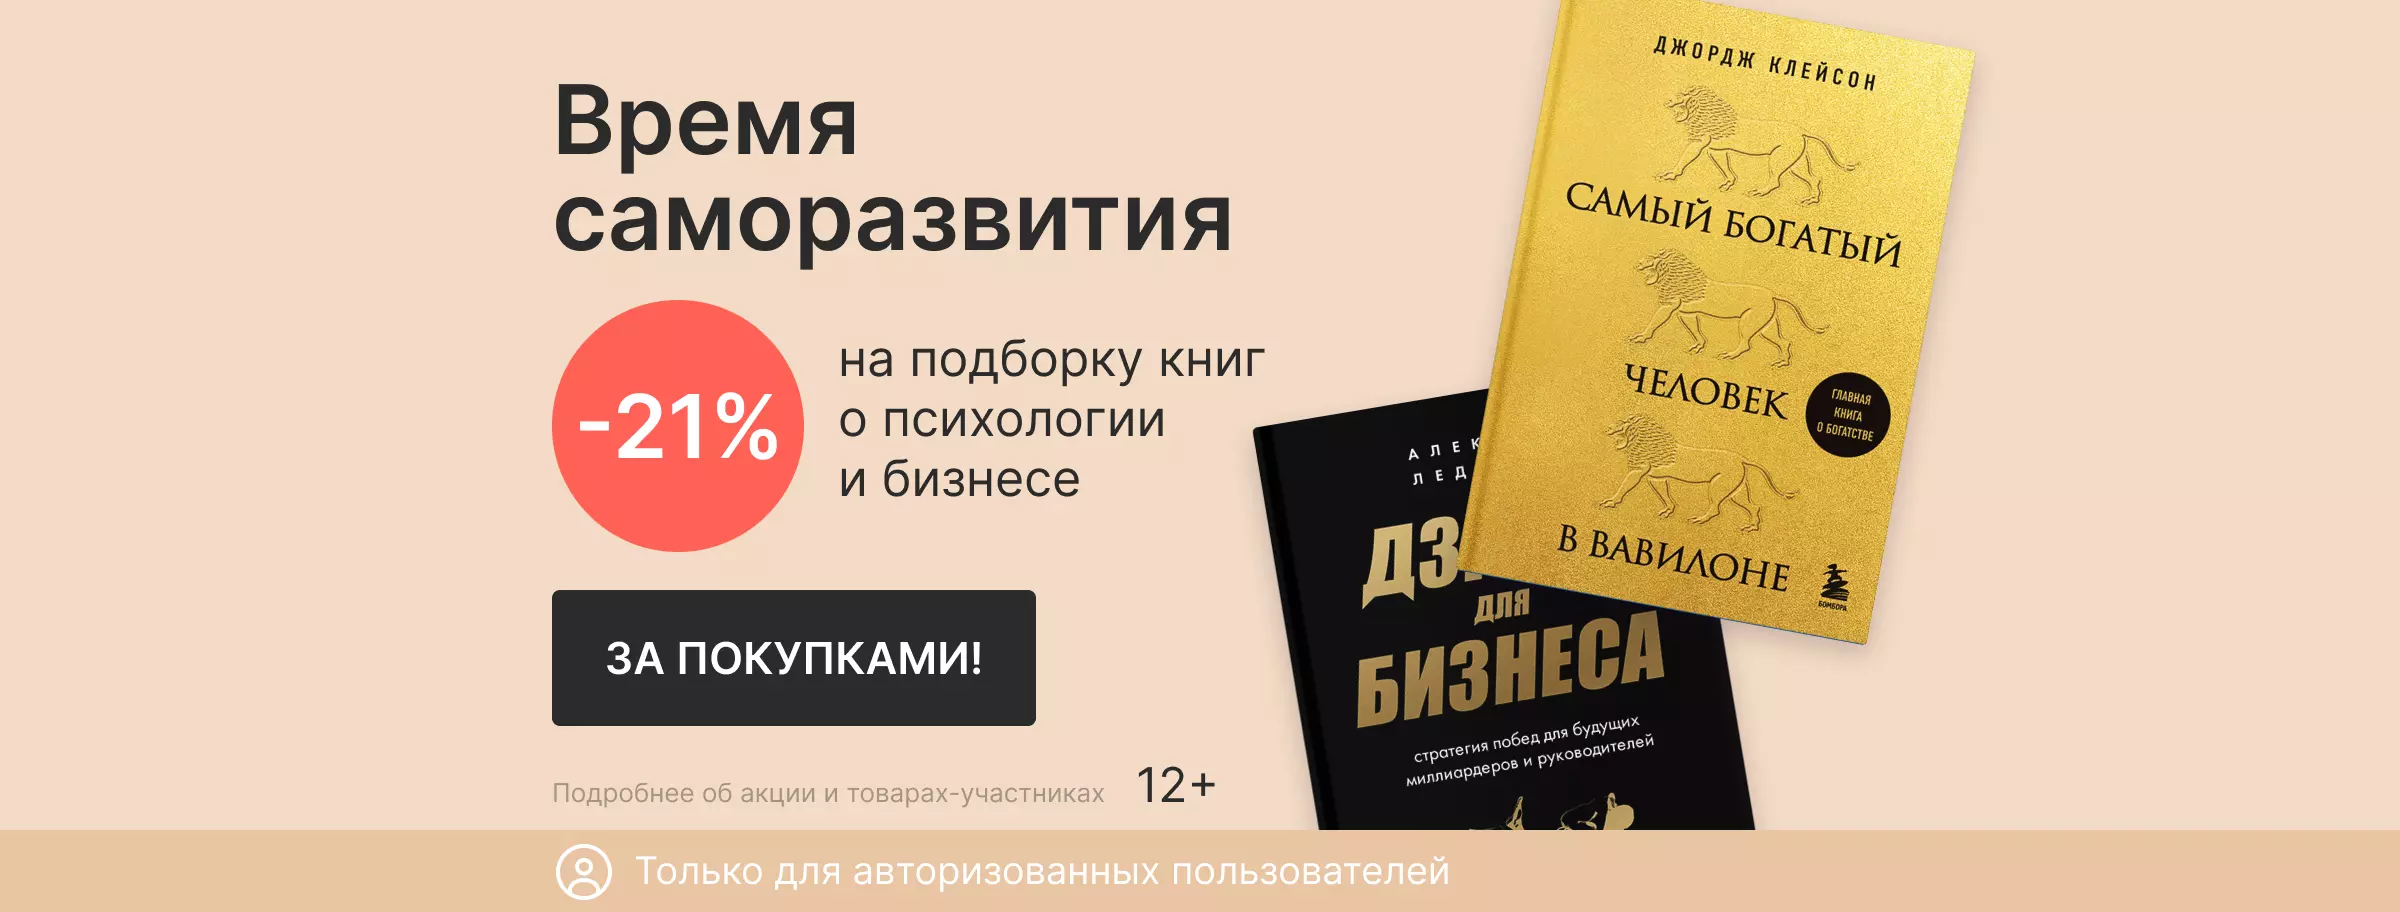 Время
саморазвития
-21%
на подборку книг
о психологии
и бизнесе
ЗА ПОКУПКАМИ!
Подробнее об акции и товарах-участниках
12+
Только для авторизованных пользователей
ДЖОРДЖ КЛЕЙСОН
САМЫЙ БОГАТЫЙ
ЧЕЛОВЕК
В ВАВИЛОНЕ
ГЛАВНАЯ
КНИГА
О БОГАТСТВЕ
БОМБОРА
ДЛЯ
БИЗНЕСА
стратегия побед для будущих
миллиардеров и руководителей